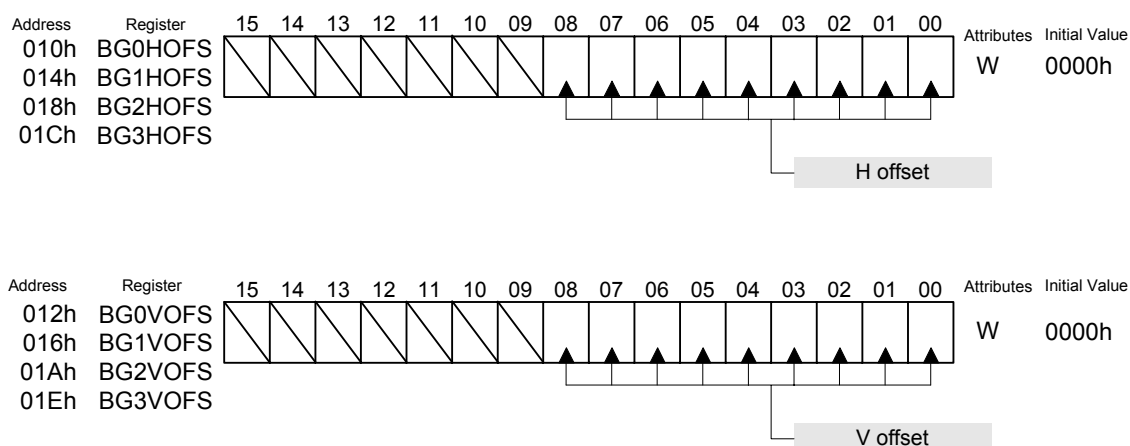 Address Register 15 14 13 12 11 10 09 08 07 06 05 04 03 02 01 00 Attributes Initial Value
010h BG0HOFS W 0000h
014h BG1HOFS
018h BG2HOFS
01Ch BG3HOFS
H offset
Address Register 15 14 13 12 11 10 09 08 07 06 05 04 03 02 01 00 Attributes Initial Value
012h BG0VOFS W 0000h
016h BG1VOFS
01Ah BG2VOFS
01Eh BG3VOFS
V offset